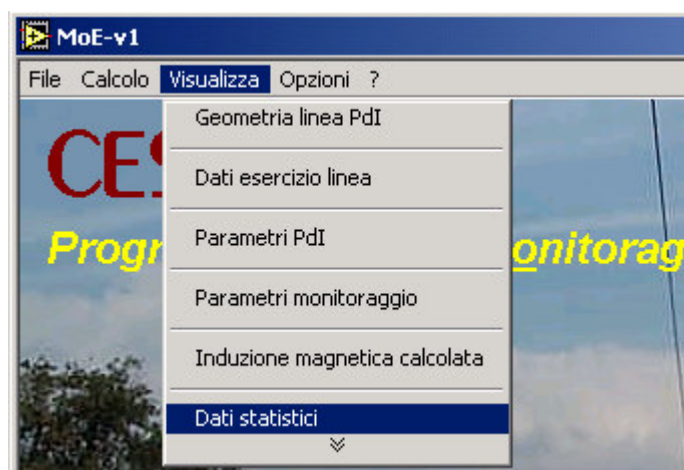 MoE-v1
File Calcolo Visualizza Opzioni ?
Geometria linea PdI
Dati esercizio linea
Parametri PdI
Parametri monitoraggio
Induzione magnetica calcolata
Dati statistici